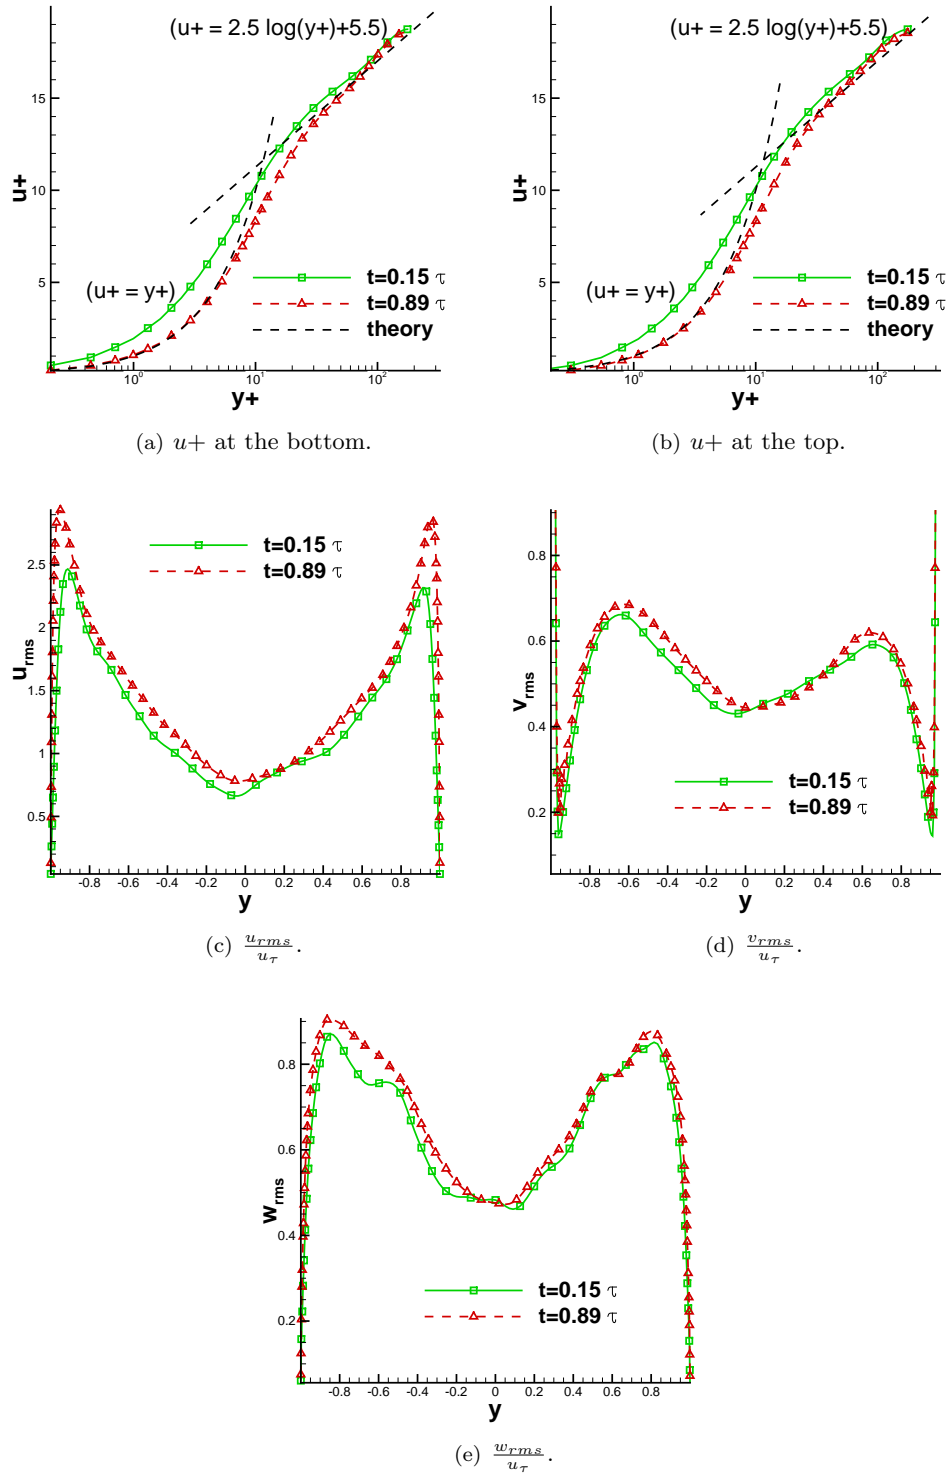 (u+ = 2.5 log(y+)+5.5)
15
10
5
u+
(u+ = y+)
t=0.15 τ
t=0.89 τ
theory
10⁰ 10¹ 10²
y+
(a) u+ at the bottom.
(u+ = 2.5 log(y+)+5.5)
15
10
5
u+
(u+ = y+)
t=0.15 τ
t=0.89 τ
theory
10⁰ 10¹ 10²
y+
(b) u+ at the top.
2.5
2
1.5
1
0.5
u_rms
t=0.15 τ
t=0.89 τ
-0.8 -0.6 -0.4 -0.2 0 0.2 0.4 0.6 0.8
y
(c) u_rms/u_τ.
0.8
0.6
0.4
0.2
v_rms
t=0.15 τ
t=0.89 τ
-0.8 -0.6 -0.4 -0.2 0 0.2 0.4 0.6 0.8
y
(d) v_rms/u_τ.
0.8
0.6
0.4
0.2
w_rms
t=0.15 τ
t=0.89 τ
-0.8 -0.6 -0.4 -0.2 0 0.2 0.4 0.6 0.8
y
(e) w_rms/u_τ.